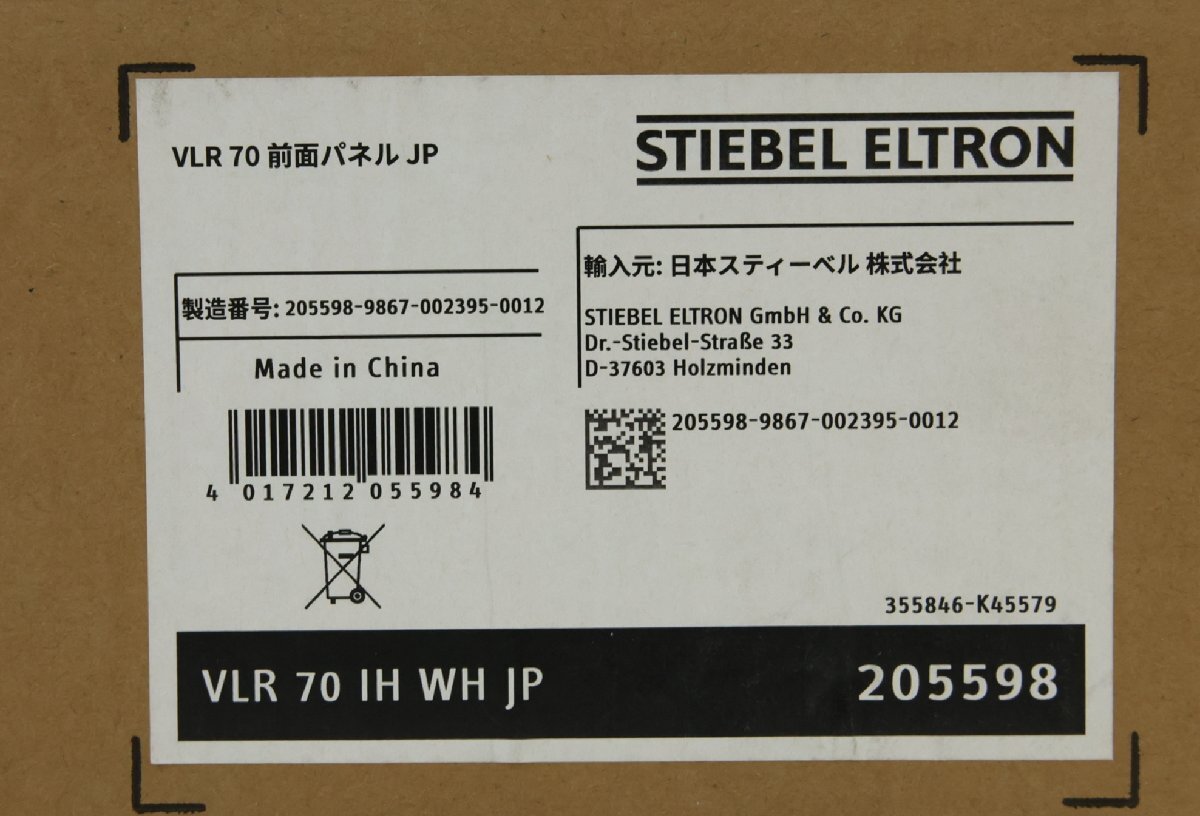 VLR 70 前面パネル JP
STIEBEL ELTRON
製造番号: 205598-9867-002395-0012
Made in China
4 017212 055984
輸入元: 日本スティーベル 株式会社
STIEBEL ELTRON GmbH & Co. KG
Dr.-Stiebel-Straße 33
D-37603 Holzminden
205598-9867-002395-0012
355846-K45579
VLR 70 IH WH JP
205598